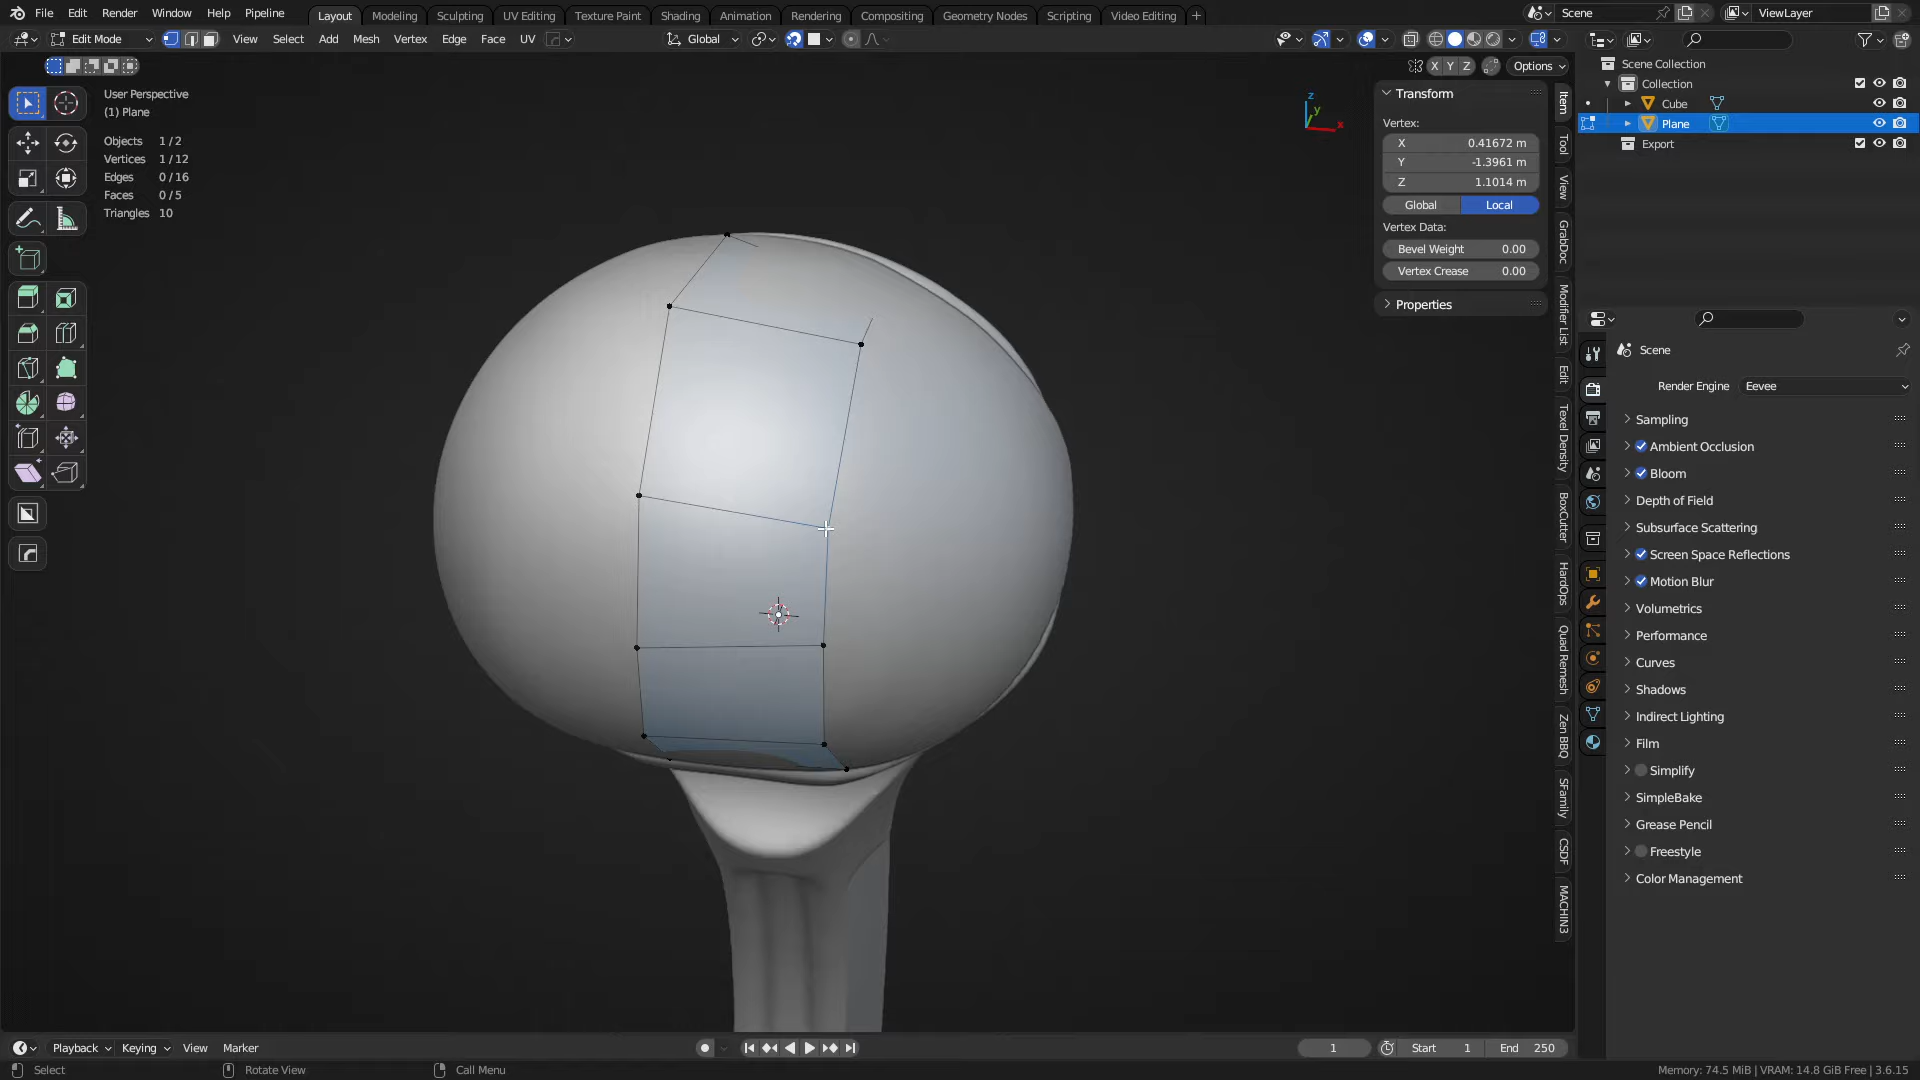 File Edit Render Window Help Pipeline Layout Modeling Sculpting UV Editing Texture Paint Shading Animation Rendering Compositing Geometry Nodes Scripting Video Editing Scene ViewLayer
Edit Mode View Select Add Mesh Vertex Edge Face UV Global
X Y Z Options
User Perspective
(1) Plane
Objects 1/2
Vertices 1/12
Edges 0/16
Faces 0/5
Triangles 10
z
y
x
Transform
Vertex:
X 0.41672 m
Y -1.3961 m
Z 1.1014 m
Global Local
Vertex Data:
Bevel Weight 0.00
Vertex Crease 0.00
Properties
Item
Tool
View
GrabDoc
Modifier List
Edit
Texel Density
BoxCutter
HardOps
Quad Remesh
Zen BBQ
SFamily
CSDF
MACHIN3
Scene Collection
Collection
Cube
Plane
Export
Scene
Render Engine Eevee
Sampling
Ambient Occlusion
Bloom
Depth of Field
Subsurface Scattering
Screen Space Reflections
Motion Blur
Volumetrics
Performance
Curves
Shadows
Indirect Lighting
Film
Simplify
SimpleBake
Grease Pencil
Freestyle
Color Management
Playback Keying View Marker 1 Start 1 End 250
Select Rotate View Call Menu Memory: 74.5 MiB | VRAM: 14.8 GiB Free | 3.6.15